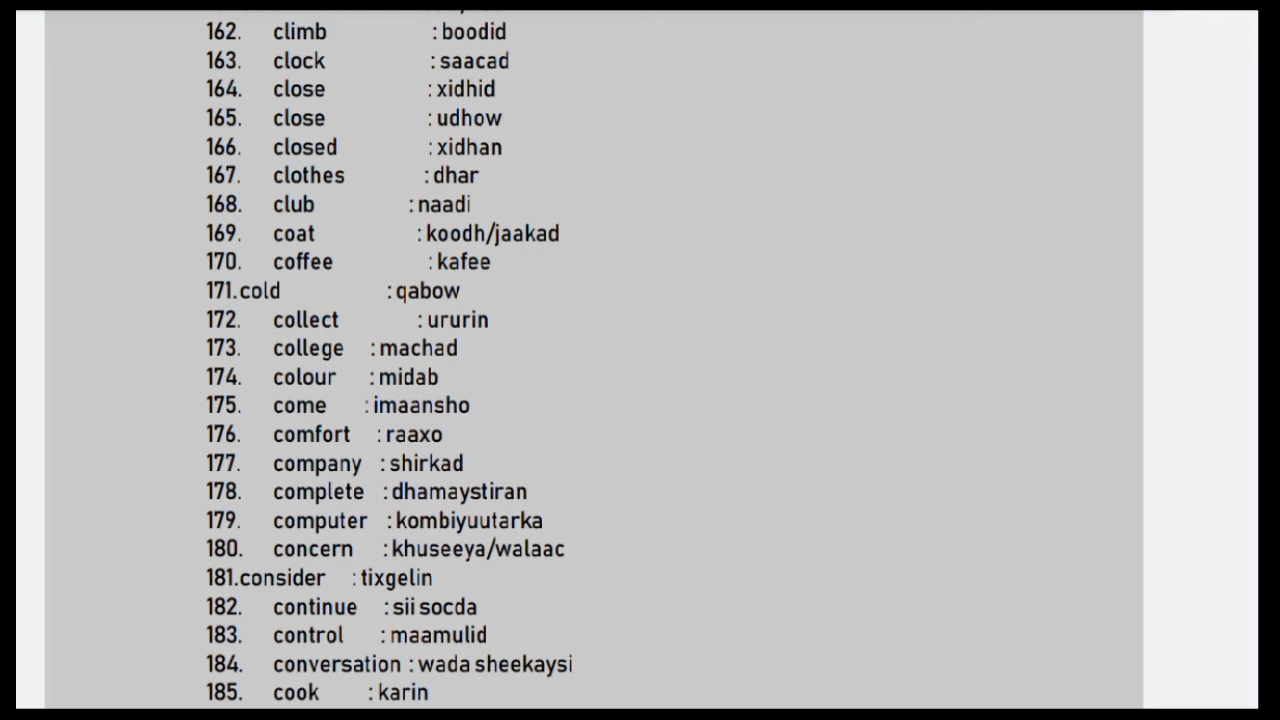 162. climb : boodid
163. clock : saacad
164. close : xidhid
165. close : udhow
166. closed : xidhan
167. clothes : dhar
168. club : naadi
169. coat : koodh/jaakad
170. coffee : kafee
171.cold : qabow
172. collect : ururin
173. college : machad
174. colour : midab
175. come : imaansho
176. comfort : raaxo
177. company : shirkad
178. complete : dhamaystiran
179. computer : kombiyuutarka
180. concern : khuseeya/walaac
181.consider : tixgelin
182. continue : sii socda
183. control : maamulid
184. conversation : wada sheekaysi
185. cook : karin